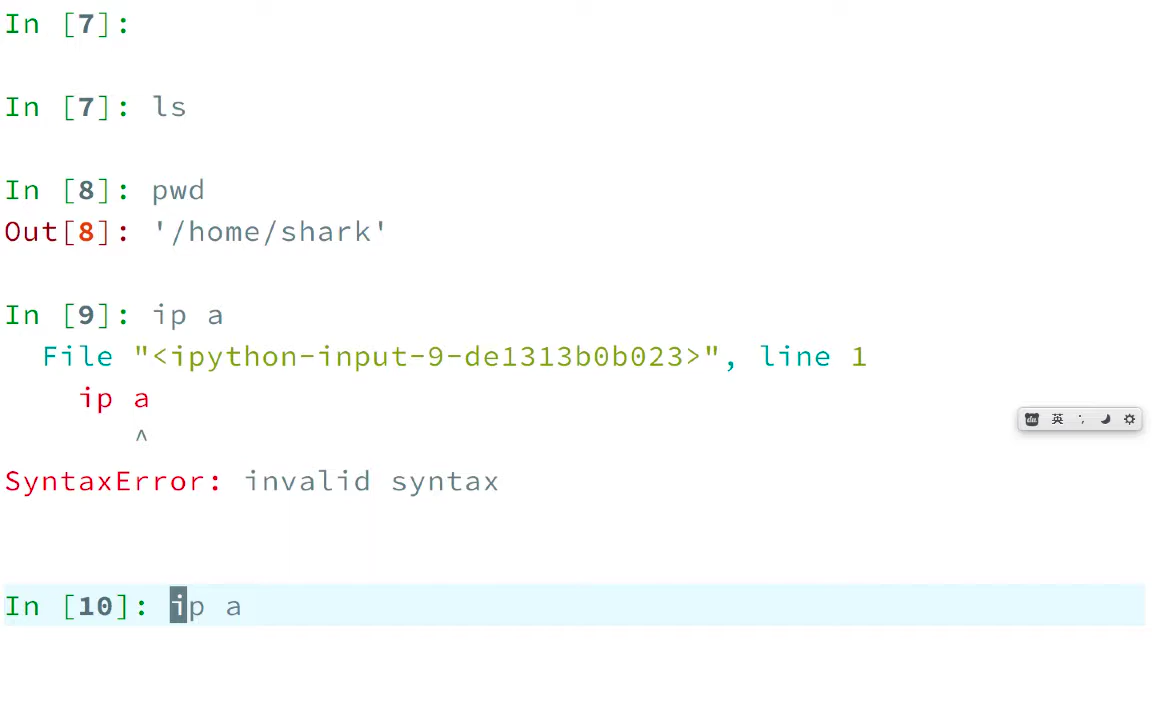 In [7]:
In [7]: ls
In [8]: pwd
Out[8]: '/home/shark'
In [9]: ip a
  File "<ipython-input-9-de1313b0b023>", line 1
    ip a
       ^
SyntaxError: invalid syntax
du 英 °,
In [10]: ip a